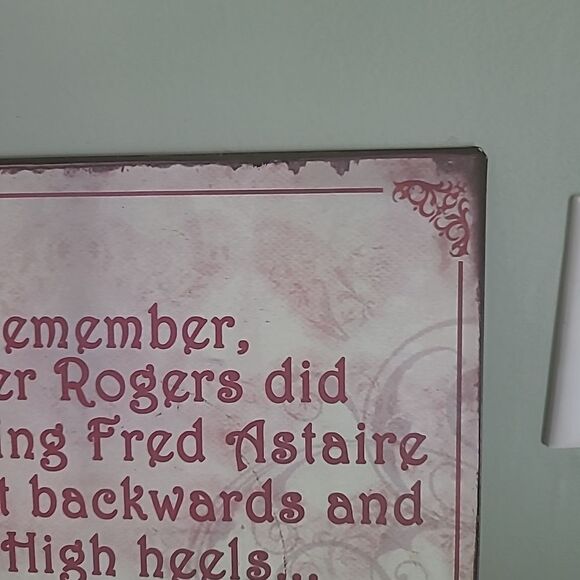 emember,
er Rogers did
ing Fred Astaire
t backwards and
High heels...